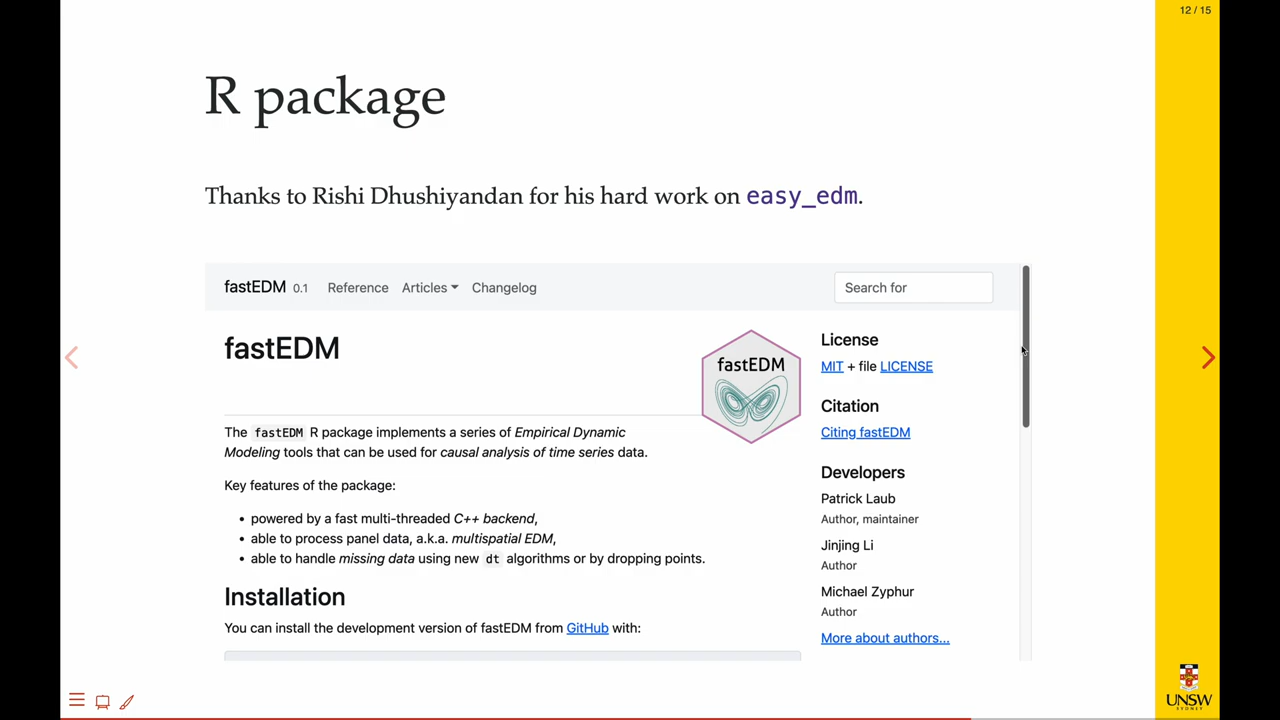 12 / 15
R package
Thanks to Rishi Dhushiyandan for his hard work on easy_edm.
fastEDM 0.1 Reference Articles Changelog Search for
fastEDM
fastEDM
The fastEDM R package implements a series of Empirical Dynamic
Modeling tools that can be used for causal analysis of time series data.
Key features of the package:
• powered by a fast multi-threaded C++ backend,
• able to process panel data, a.k.a. multispatial EDM,
• able to handle missing data using new dt algorithms or by dropping points.
Installation
You can install the development version of fastEDM from GitHub with:
License
MIT + file LICENSE
Citation
Citing fastEDM
Developers
Patrick Laub
Author, maintainer
Jinjing Li
Author
Michael Zyphur
Author
More about authors...
UNSW
SYDNEY